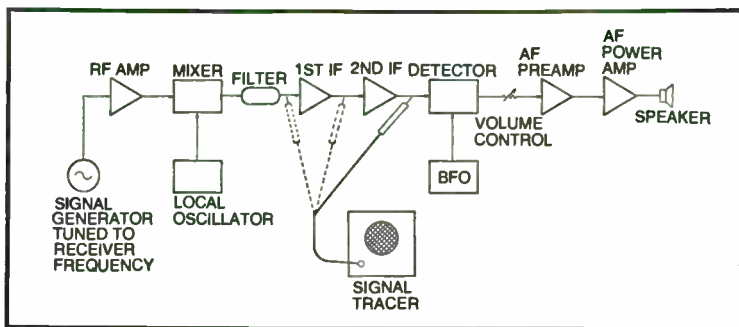 RF AMP
MIXER
FILTER
1ST IF
2ND IF
DETECTOR
AF
PREAMP
AF
POWER
AMP
SPEAKER
VOLUME
CONTROL
BFO
SIGNAL
GENERATOR
TUNED TO
RECEIVER
FREQUENCY
LOCAL
OSCILLATOR
SIGNAL
TRACER